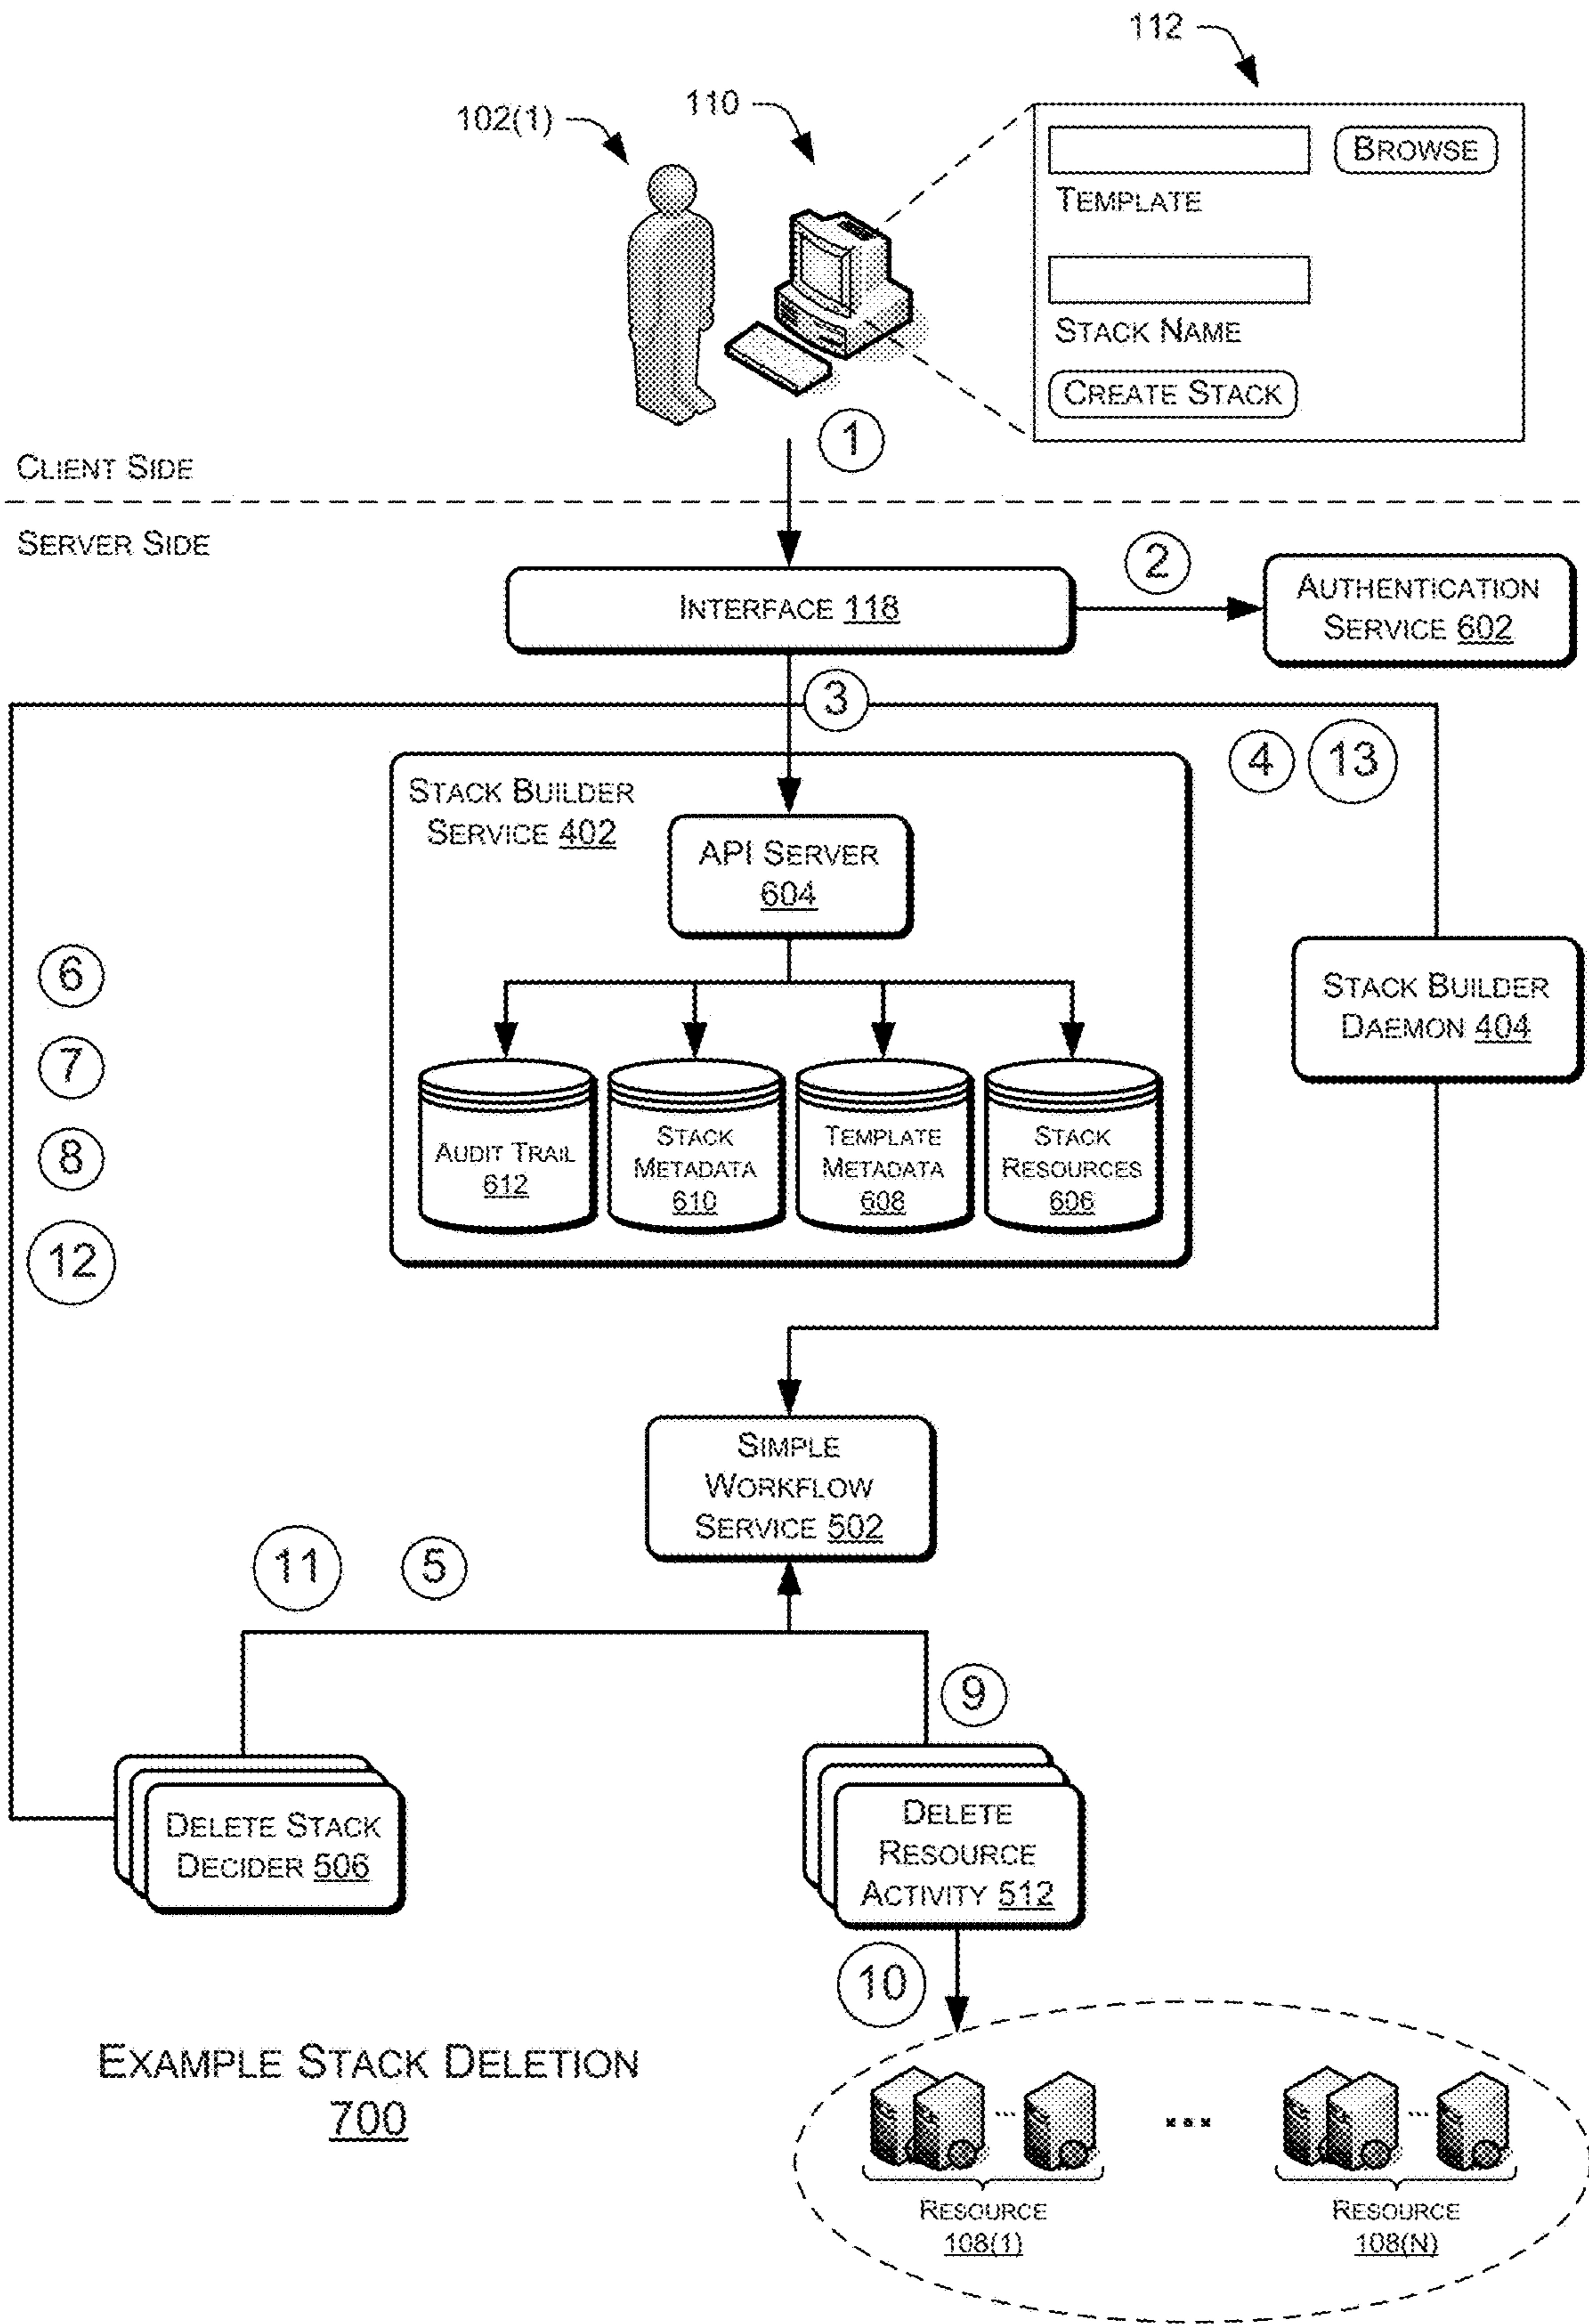 112
110
102(1)
BROWSE
TEMPLATE
STACK NAME
CREATE STACK
1
CLIENT SIDE
SERVER SIDE
2
INTERFACE 118
AUTHENTICATION
SERVICE 602
3
4
13
STACK BUILDER
SERVICE 402
API SERVER
604
6
7
8
12
STACK BUILDER
DAEMON 404
AUDIT TRAIL
612
STACK
METADATA
610
TEMPLATE
METADATA
608
STACK
RESOURCES
606
SIMPLE
WORKFLOW
SERVICE 502
11
5
9
DELETE STACK
DECIDER 506
DELETE
RESOURCE
ACTIVITY 512
10
EXAMPLE STACK DELETION
700
...
...
...
RESOURCE
108(1)
RESOURCE
108(N)